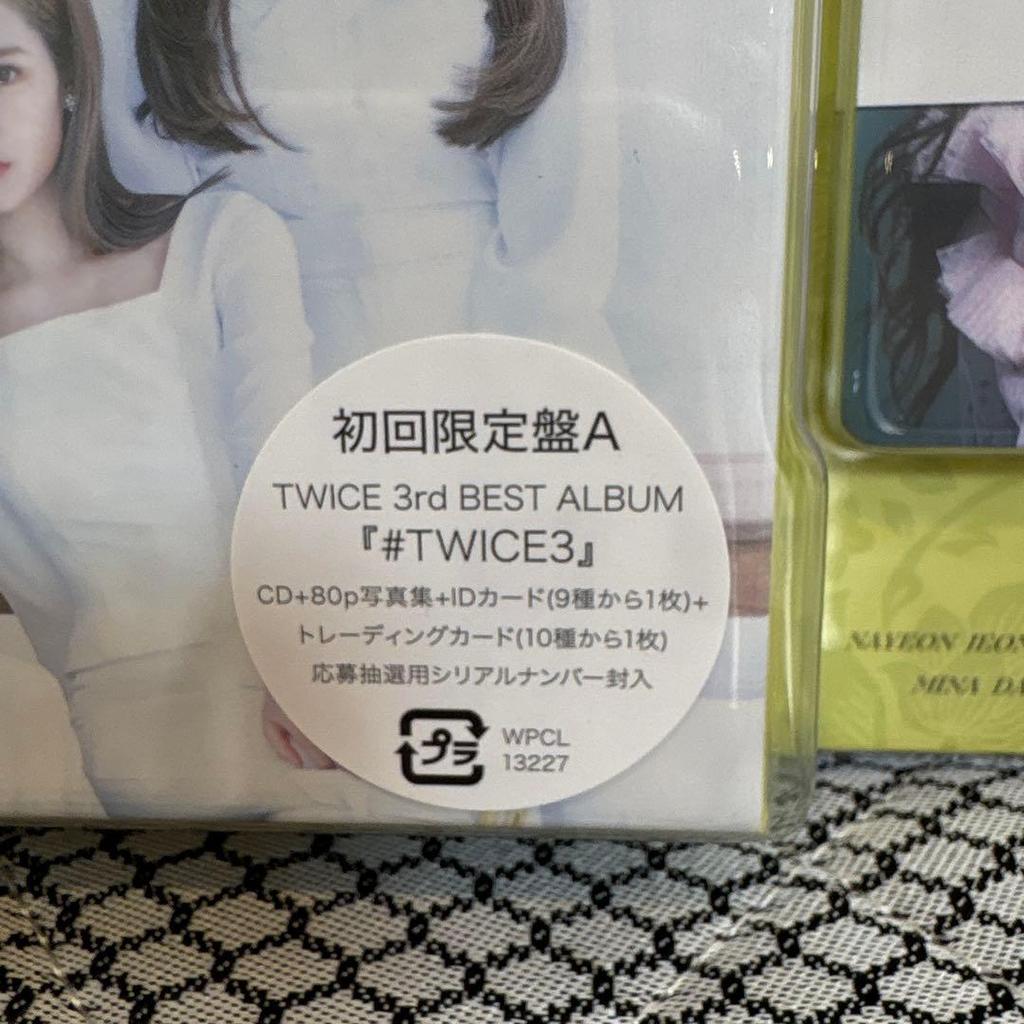 初回限定盤A
TWICE 3rd BEST ALBUM
『#TWICE3』
CD+80p写真集+IDカード(9種から1枚)+
トレーディングカード(10種から1枚)
応募抽選用シリアルナンバー封入
プラ
WPCL
13227
NAYEON JEON
MINA DA